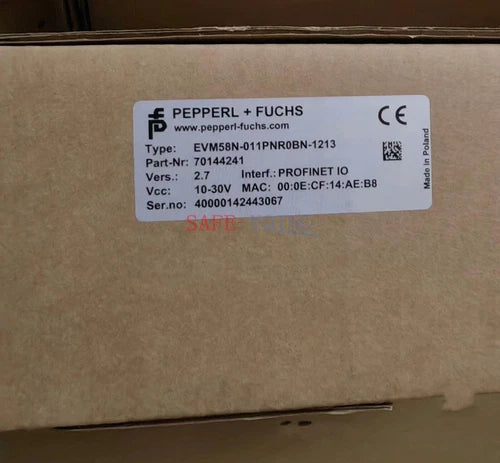 PEPPERL + FUCHS
www.pepperl-fuchs.com
CE
Type: EVM58N-011PNR0BN-1213
Part-Nr: 70144241
Vers.: 2.7 Interf.: PROFINET IO
Vcc: 10-30V MAC: 00:0E:CF:14:AE:B8
Ser.no: 40000142443067
Made in Poland
SAFE